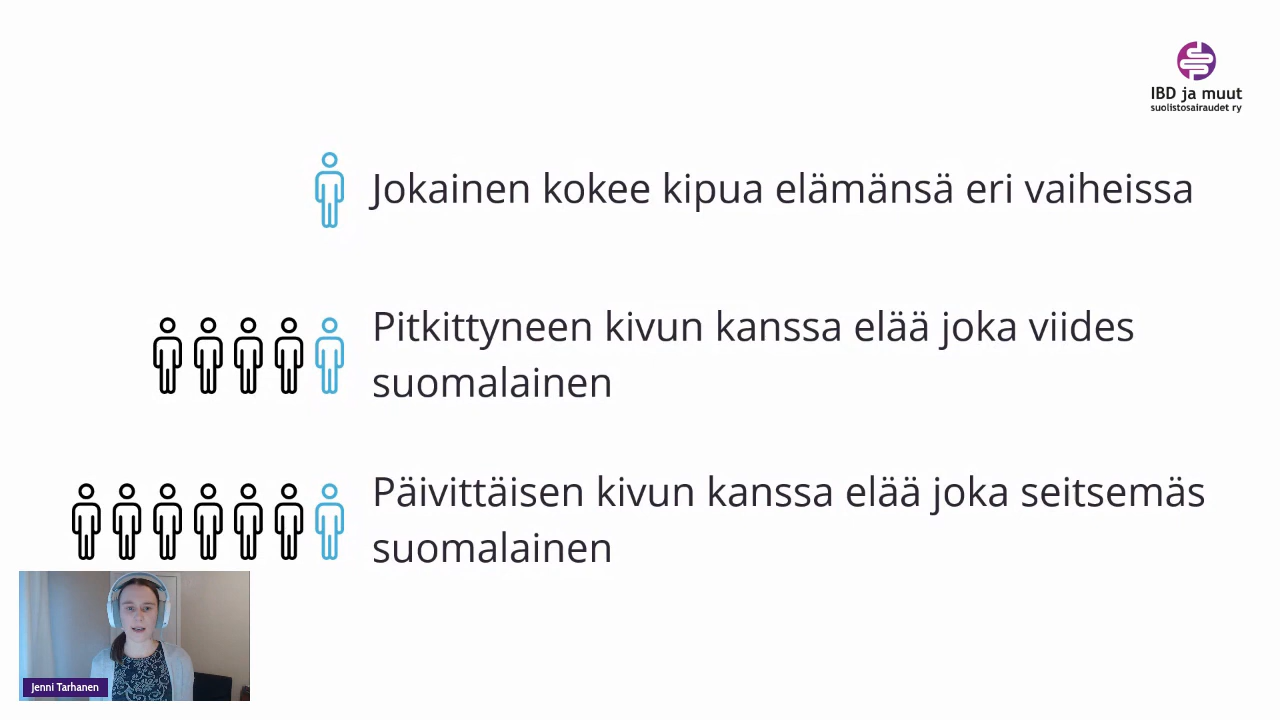 IBD ja muut
suolistosairaudet ry
Jokainen kokee kipua elämänsä eri vaiheissa
Pitkittyneen kivun kanssa elää joka viides
suomalainen
Päivittäisen kivun kanssa elää joka seitsemäs
suomalainen
Jenni Tarhanen